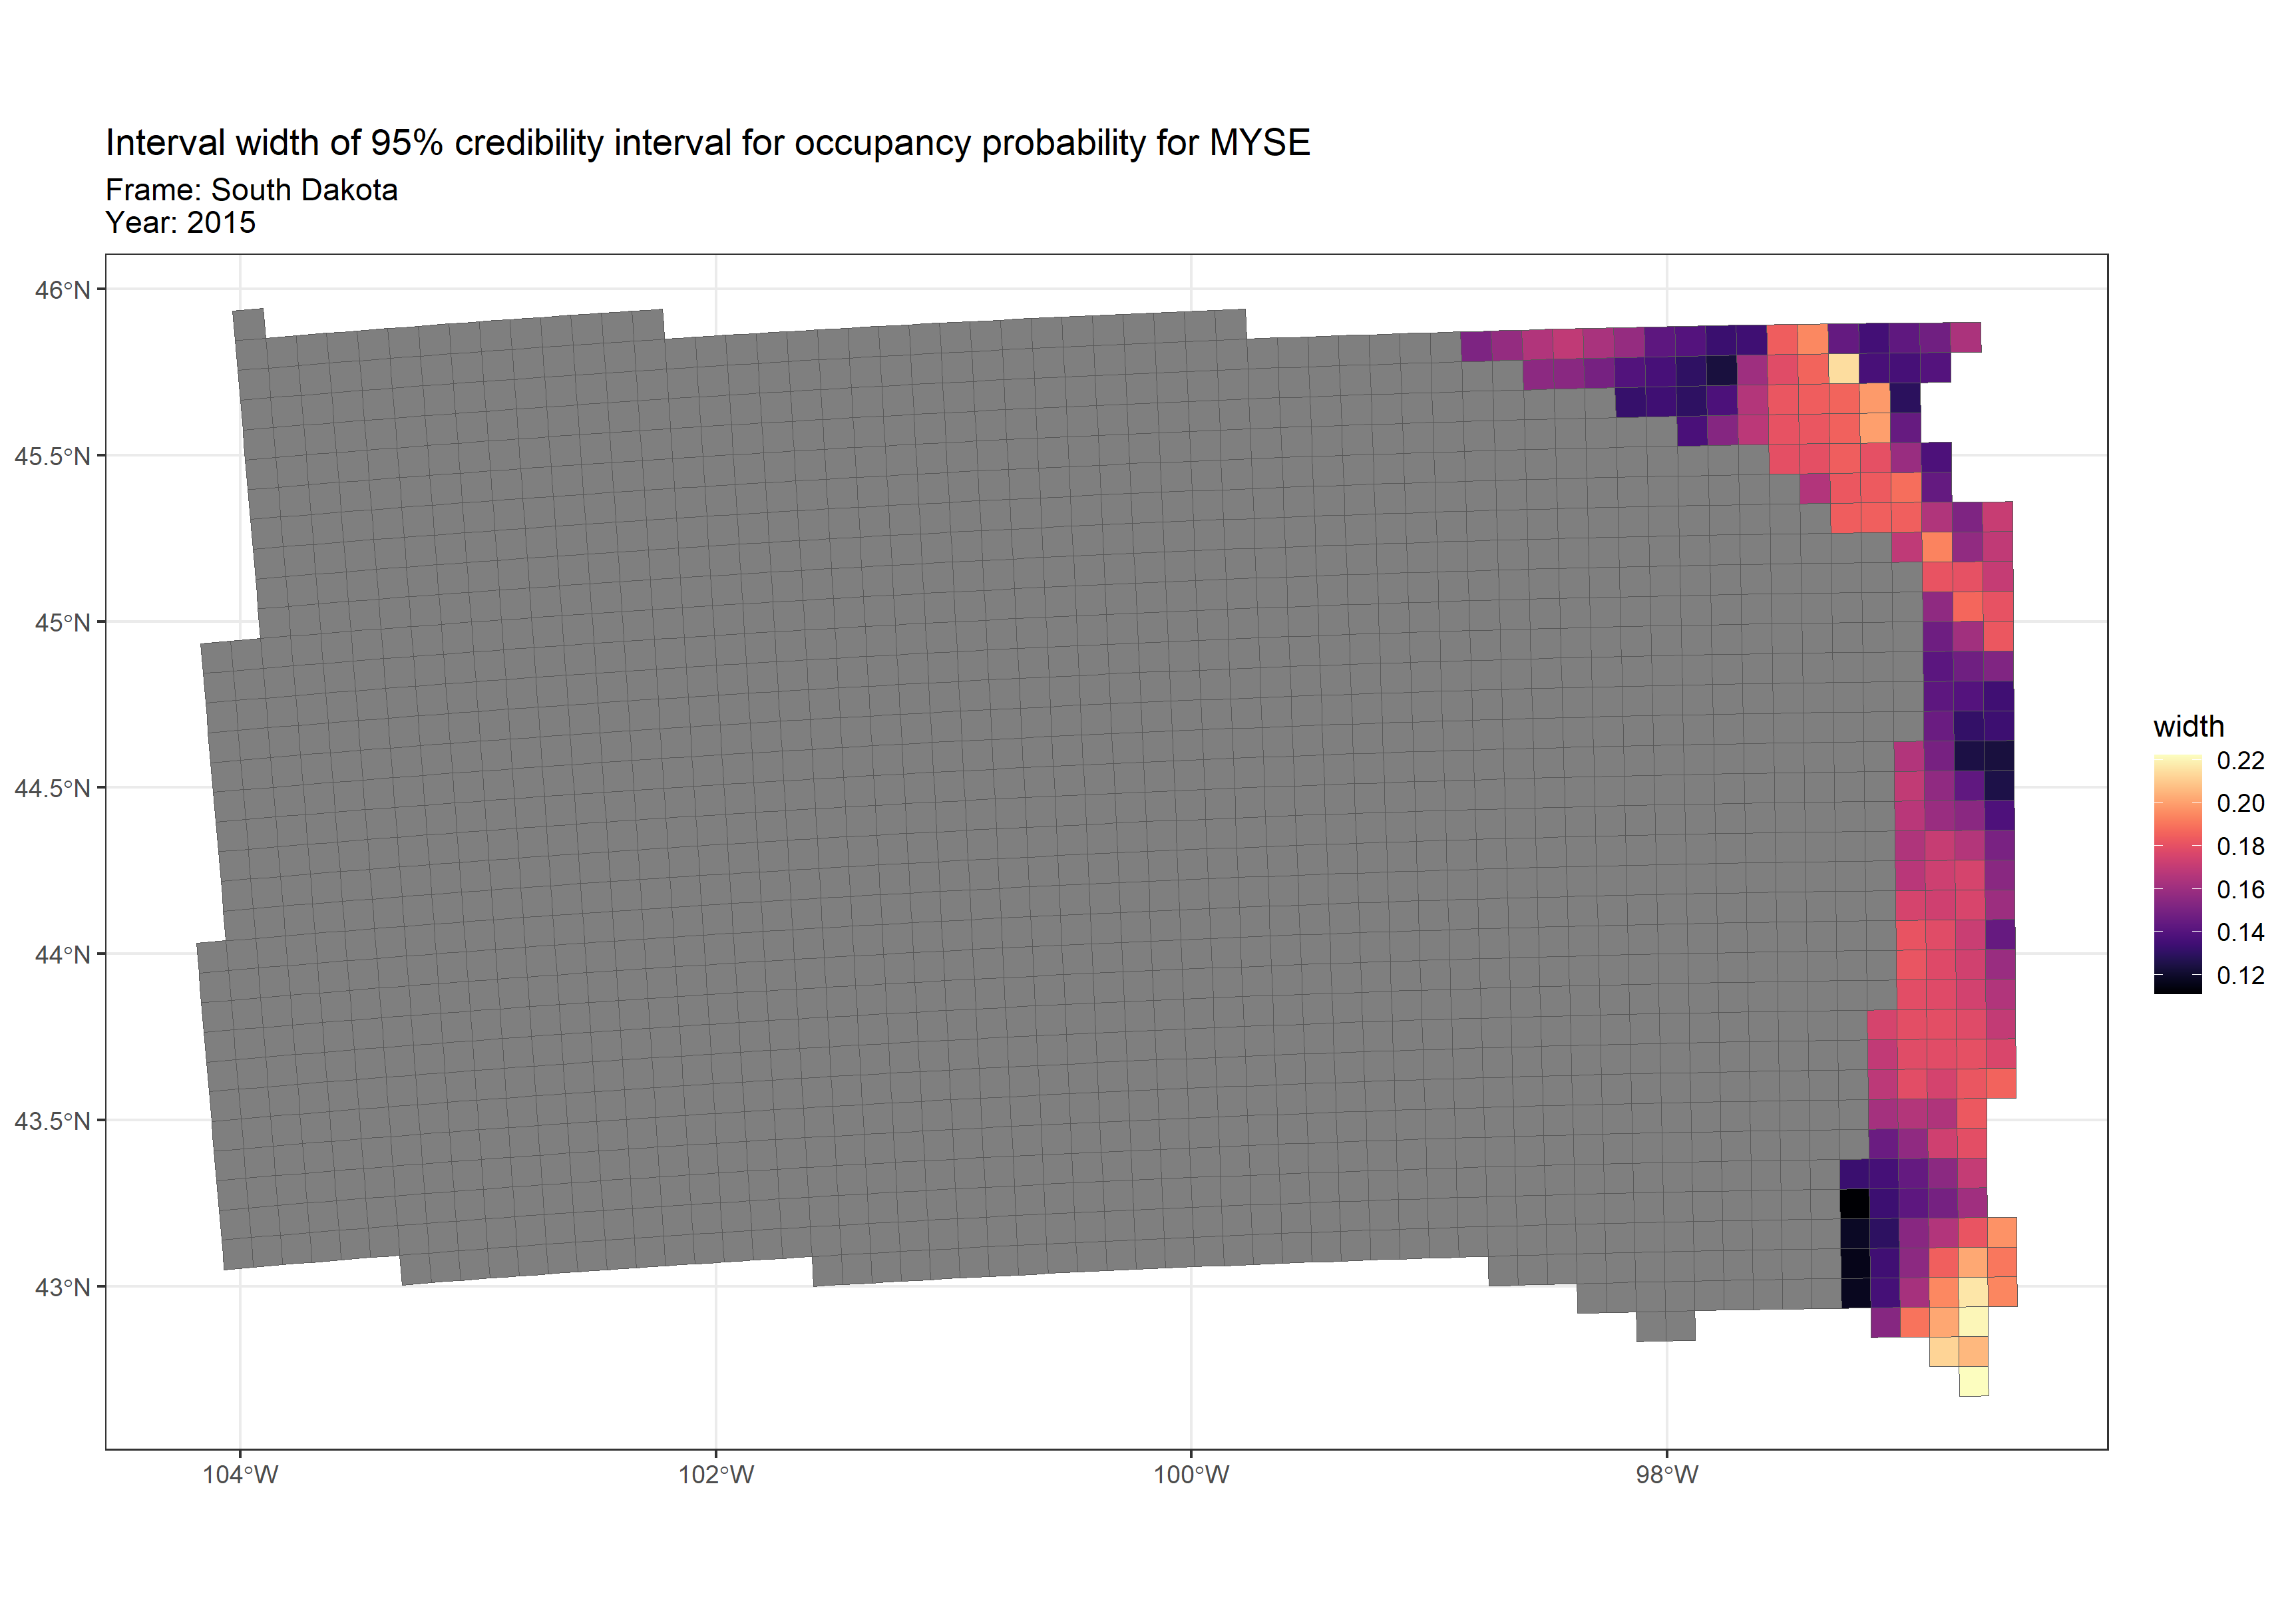 Interval width of 95% credibility interval for occupancy probability for MYSE
Frame: South Dakota
Year: 2015
46°N
45.5°N
45°N
44.5°N
44°N
43.5°N
43°N
104°W
102°W
100°W
98°W
width
0.22
0.20
0.18
0.16
0.14
0.12